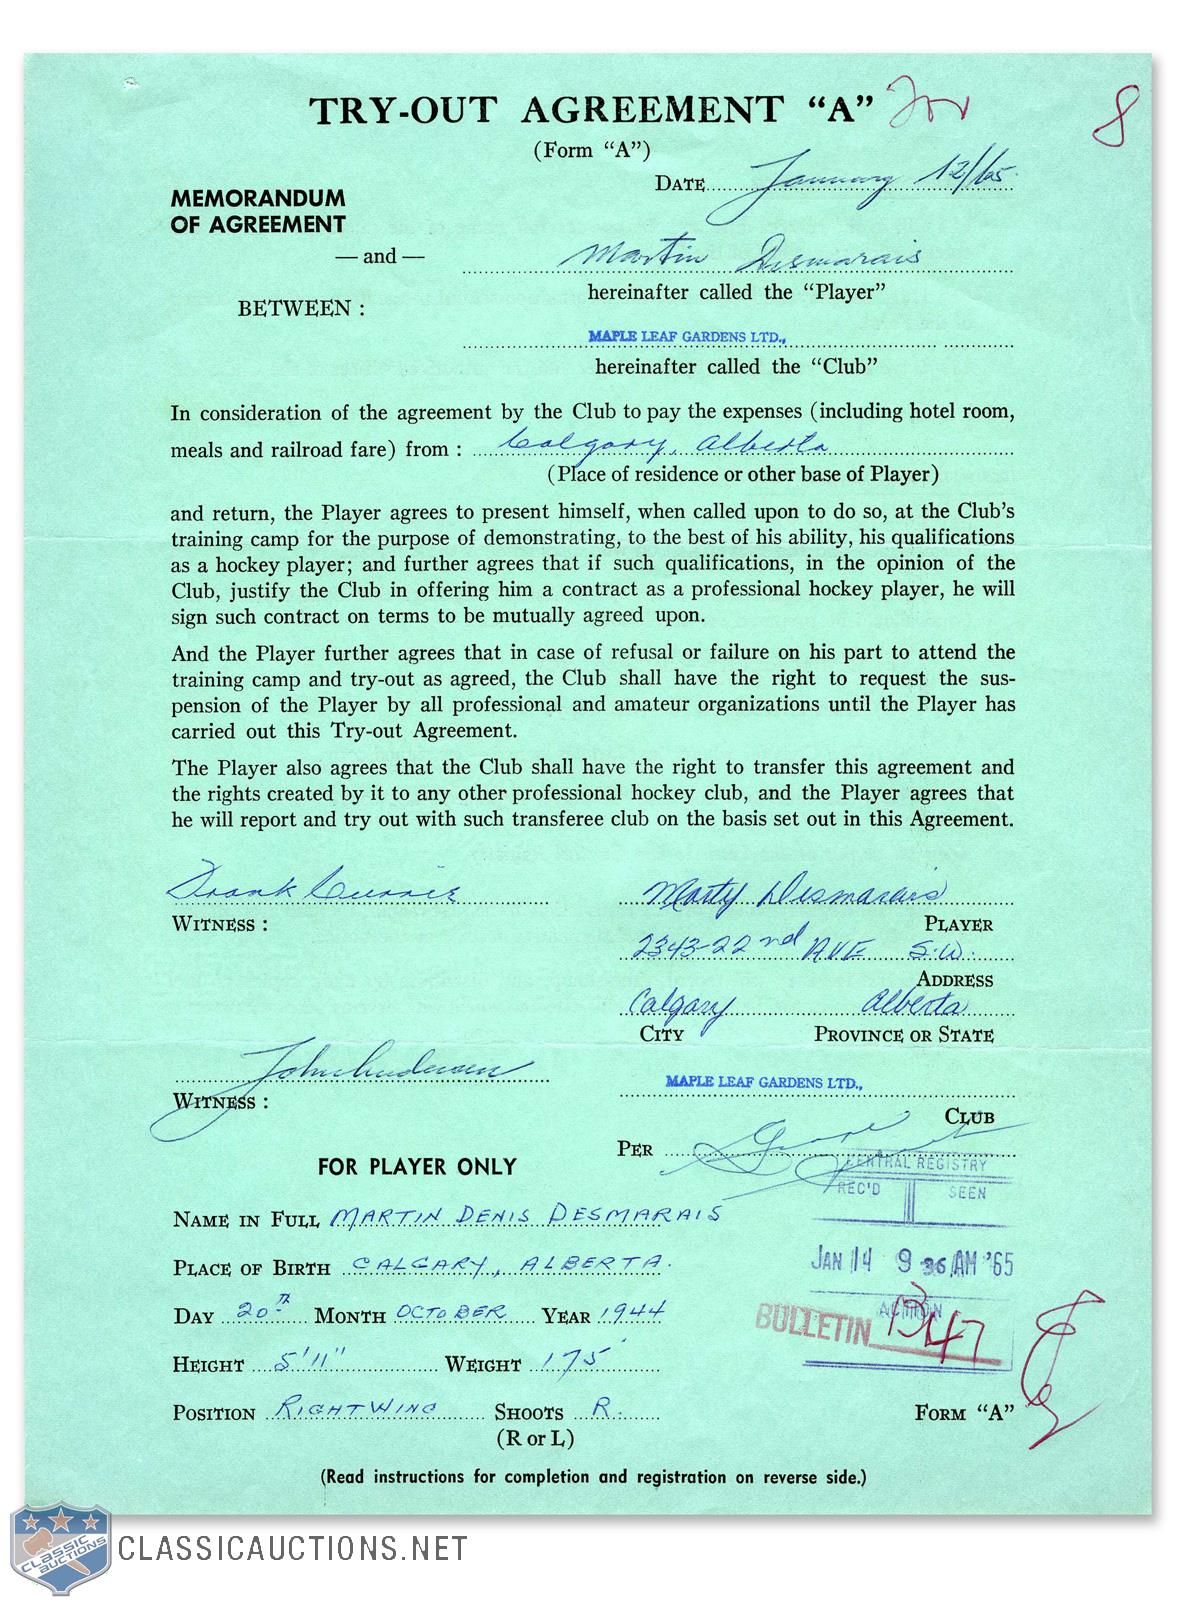 TRY-OUT AGREEMENT “A” Tor 8
(Form “A”)
DATE January 12/65
MEMORANDUM
OF AGREEMENT
— and —
Martin Desmarais
hereinafter called the “Player”
BETWEEN :
MAPLE LEAF GARDENS LTD.,
hereinafter called the “Club”
In consideration of the agreement by the Club to pay the expenses (including hotel room,
meals and railroad fare) from : Calgary, Alberta
(Place of residence or other base of Player)
and return, the Player agrees to present himself, when called upon to do so, at the Club’s
training camp for the purpose of demonstrating, to the best of his ability, his qualifications
as a hockey player; and further agrees that if such qualifications, in the opinion of the
Club, justify the Club in offering him a contract as a professional hockey player, he will
sign such contract on terms to be mutually agreed upon.
And the Player further agrees that in case of refusal or failure on his part to attend the
training camp and try-out as agreed, the Club shall have the right to request the sus-
pension of the Player by all professional and amateur organizations until the Player has
carried out this Try-out Agreement.
The Player also agrees that the Club shall have the right to transfer this agreement and
the rights created by it to any other professional hockey club, and the Player agrees that
he will report and try out with such transferee club on the basis set out in this Agreement.
Frank Currie
WITNESS :
Marty Desmarais
PLAYER
2343-22nd AVE S.W.
ADDRESS
Calgary Alberta
CITY PROVINCE OR STATE
John Anderson
WITNESS :
MAPLE LEAF GARDENS LTD.,
CLUB
PER
CENTRAL REGISTRY
REC'D SEEN
JAN 14 9 36 AM '65
ACTION
BULLETIN 1347
FOR PLAYER ONLY
NAME IN FULL MARTIN DENIS DESMARAIS
PLACE OF BIRTH CALGARY, ALBERTA.
DAY 20TH MONTH OCTOBER YEAR 1944
HEIGHT 5'11" WEIGHT 175
POSITION RIGHT WING SHOOTS R.
(R or L)
FORM “A”
(Read instructions for completion and registration on reverse side.)
CLASSIC AUCTIONS
CLASSICAUCTIONS.NET